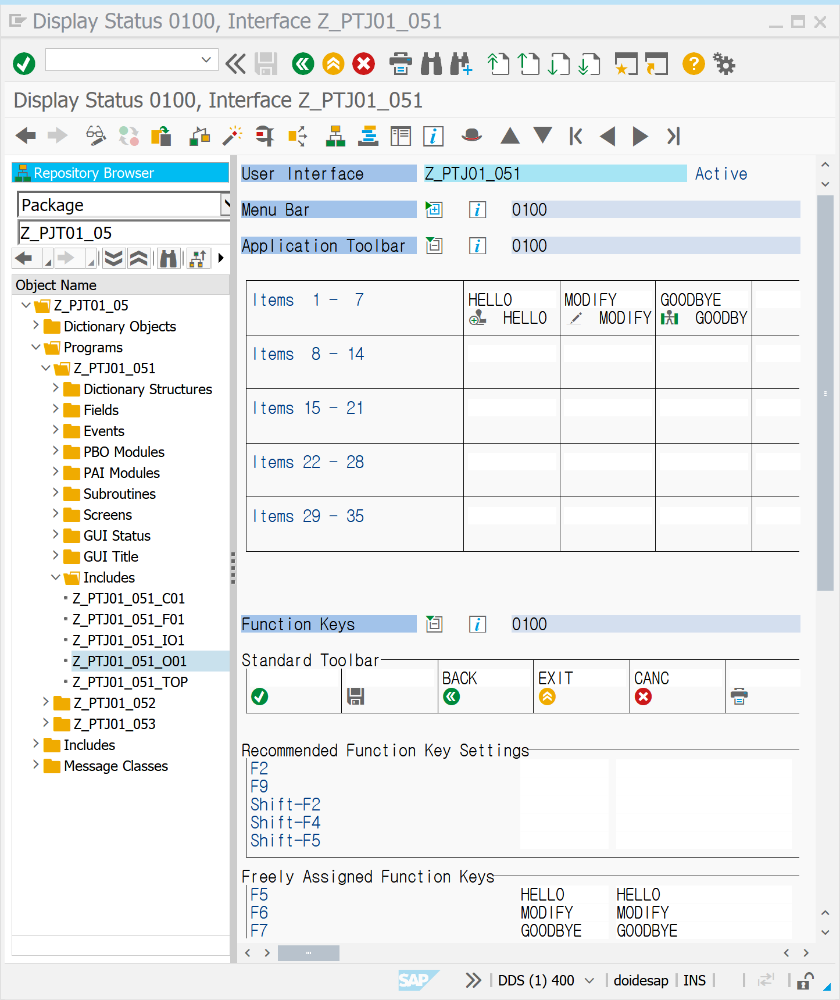 Display Status 0100, Interface Z_PTJ01_051
Display Status 0100, Interface Z_PTJ01_051
Repository Browser
Package
Z_PJT01_05
Object Name
Z_PJT01_05
Dictionary Objects
Programs
Z_PTJ01_051
Dictionary Structures
Fields
Events
PBO Modules
PAI Modules
Subroutines
Screens
GUI Status
GUI Title
Includes
Z_PTJ01_051_C01
Z_PTJ01_051_F01
Z_PTJ01_051_IO1
Z_PTJ01_051_O01
Z_PTJ01_051_TOP
Z_PTJ01_052
Z_PTJ01_053
Includes
Message Classes
User Interface Z_PTJ01_051 Active
Menu Bar 0100
Application Toolbar 0100
Items 1 - 7 HELLO MODIFY GOODBYE
HELLO MODIFY GOODBY
Items 8 - 14
Items 15 - 21
Items 22 - 28
Items 29 - 35
Function Keys 0100
Standard Toolbar
BACK EXIT CANC
Recommended Function Key Settings
F2
F9
Shift-F2
Shift-F4
Shift-F5
Freely Assigned Function Keys
F5 HELLO HELLO
F6 MODIFY MODIFY
F7 GOODBYE GOODBYE
SAP DDS (1) 400 doidesap INS